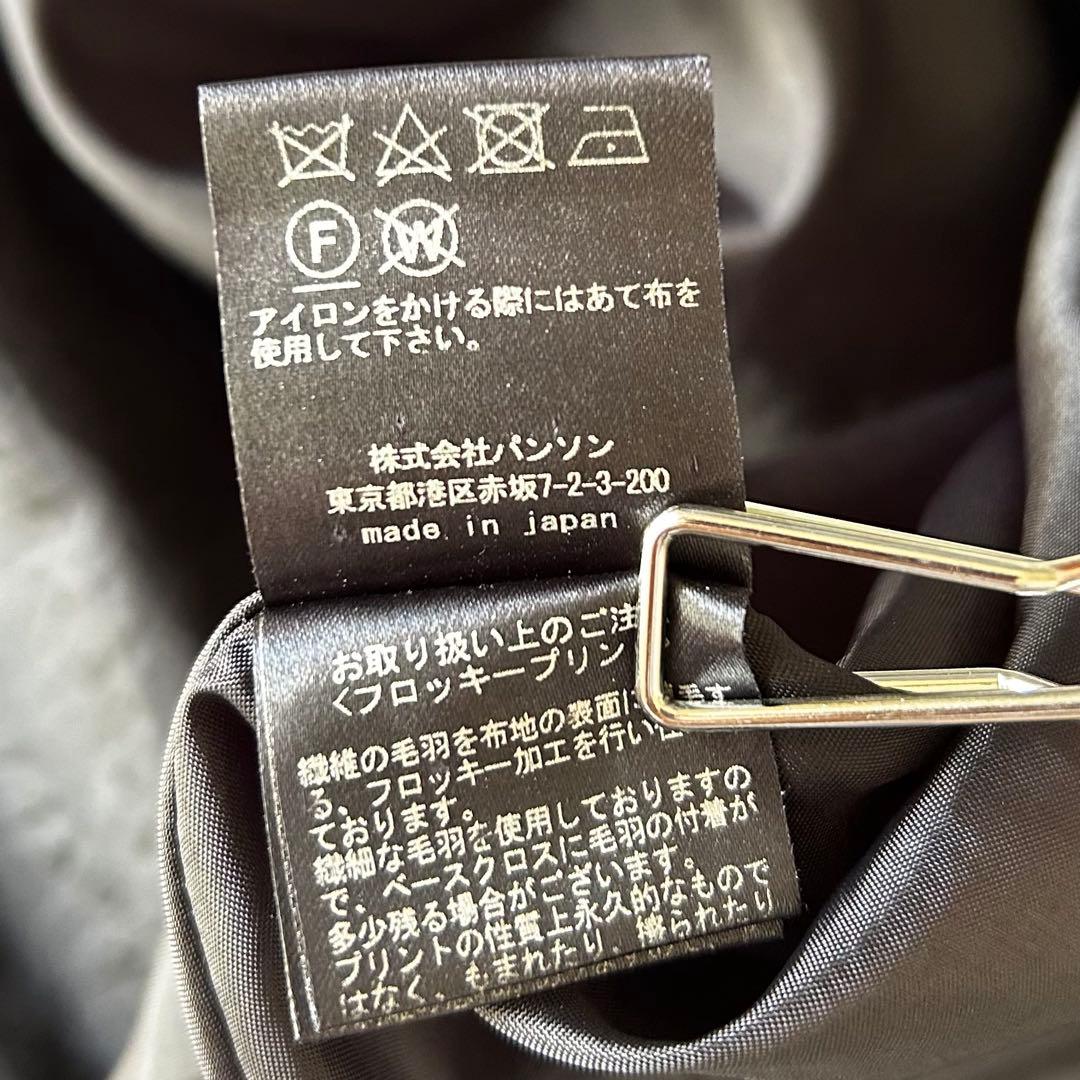 F W
アイロンをかける際にはあて布を
使用して下さい。
株式会社パンソン
東京都港区赤坂7-2-3-200
made in japan
お取り扱い上のご注
〈フロッキープリン
繊維の毛羽を布地の表面に 毛す
る、フロッキー加工を行い仕
ております。
繊細な毛羽を使用しておりますの
で、ベースクロスに毛羽の付着が
多少残る場合がございます。
プリントの性質上永久的なもので
はなく、もまれたり、擦られたり